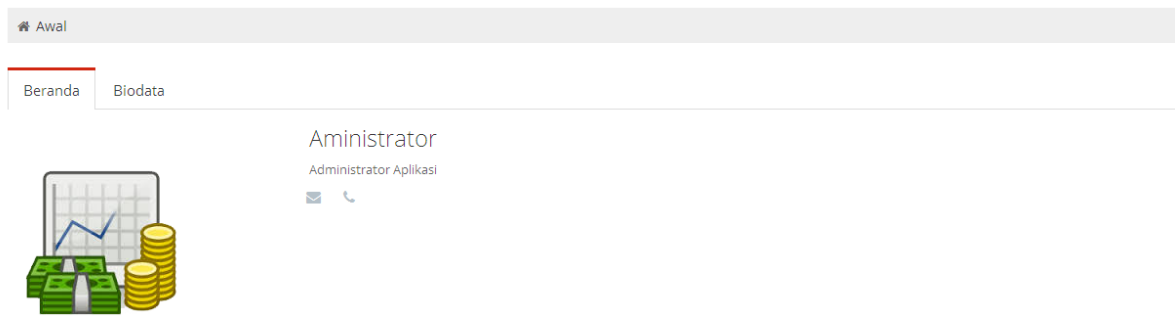 Awal
Beranda Biodata
Aministrator
Administrator Aplikasi